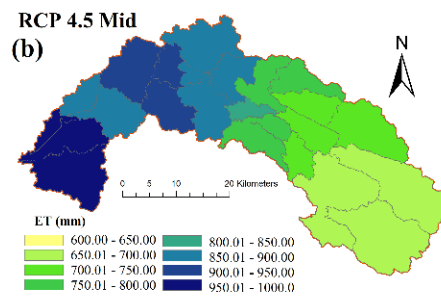 RCP 4.5 Mid
(b)
N
0 5 10 20 Kilometers
ET (mm)
600.00 - 650.00
650.01 - 700.00
700.01 - 750.00
750.01 - 800.00
800.01 - 850.00
850.01 - 900.00
900.01 - 950.00
950.01 - 1000.0